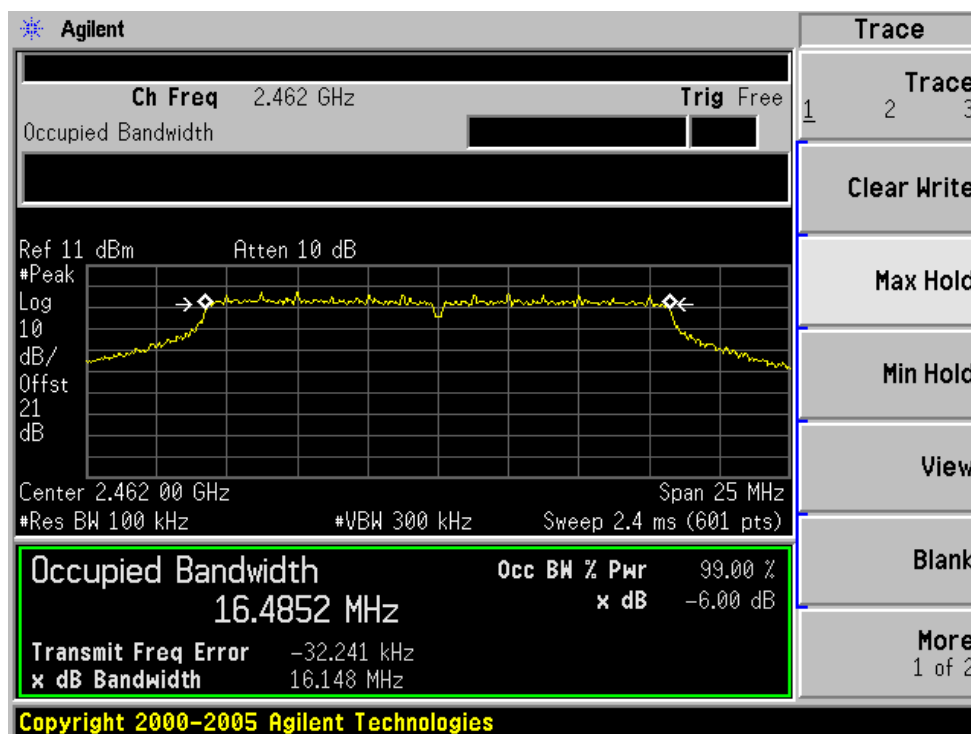 Agilent
Trace
Ch Freq 2.462 GHz
Trig Free
Occupied Bandwidth
Trace
1 2 3
Clear Write
Max Hold
Min Hold
View
Blank
More
1 of 2
Ref 11 dBm Atten 10 dB
#Peak
Log
10
dB/
Offst
21
dB
Center 2.462 00 GHz Span 25 MHz
#Res BW 100 kHz #VBW 300 kHz Sweep 2.4 ms (601 pts)
Occupied Bandwidth
16.4852 MHz
Occ BW % Pwr 99.00 %
x dB -6.00 dB
Transmit Freq Error -32.241 kHz
x dB Bandwidth 16.148 MHz
Copyright 2000-2005 Agilent Technologies